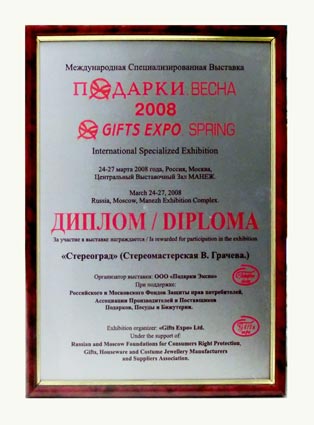 Международная Специализированная Выставка
ПОДАРКИ. ВЕСНА
2008
GIFTS EXPO. SPRING
International Specialized Exhibition
24-27 марта 2008 года, Россия, Москва,
Центральный Выставочный Зал МАНЕЖ.
March 24-27, 2008
Russia, Moscow, Manezh Exhibition Complex.
ДИПЛОМ / DIPLOMA
За участие в выставке награждается / Is rewarded for participation in the exhibition
«Стереоград» (Стереомастерская В. Грачева.)
Организатор выставки: ООО «Подарки Экспо»
При поддержке:
Российского и Московского Фондов Защиты прав потребителей,
Ассоциации Производителей и Поставщиков
Подарков, Посуды и Бижутерии.
Exhibition organizer: «Gifts Expo» Ltd.
Under the support of:
Russian and Moscow Foundations for Consumers Right Protection,
Gifts, Houseware and Costume Jewellery Manufacturers
and Suppliers Association.